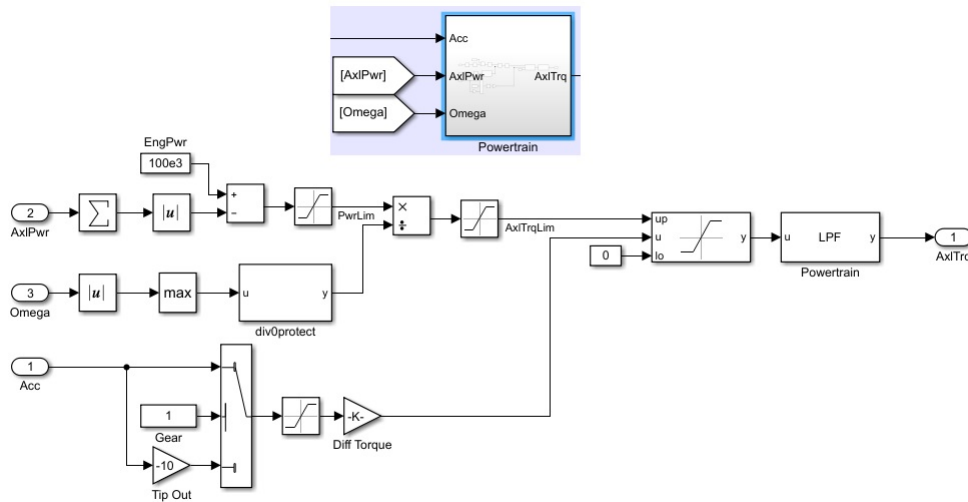 Acc
[AxlPwr]
AxlPwr
AxlTrq
[Omega]
Omega
Powertrain
EngPwr
100e3
+
−
2
AxlPwr
∑
|u|
PwrLim
×
÷
AxlTrqLim
up
u
lo
y
0
u
LPF
y
Powertrain
1
AxlTrq
3
Omega
|u|
max
u
y
div0protect
1
Acc
1
Gear
-10
Tip Out
-K-
Diff Torque